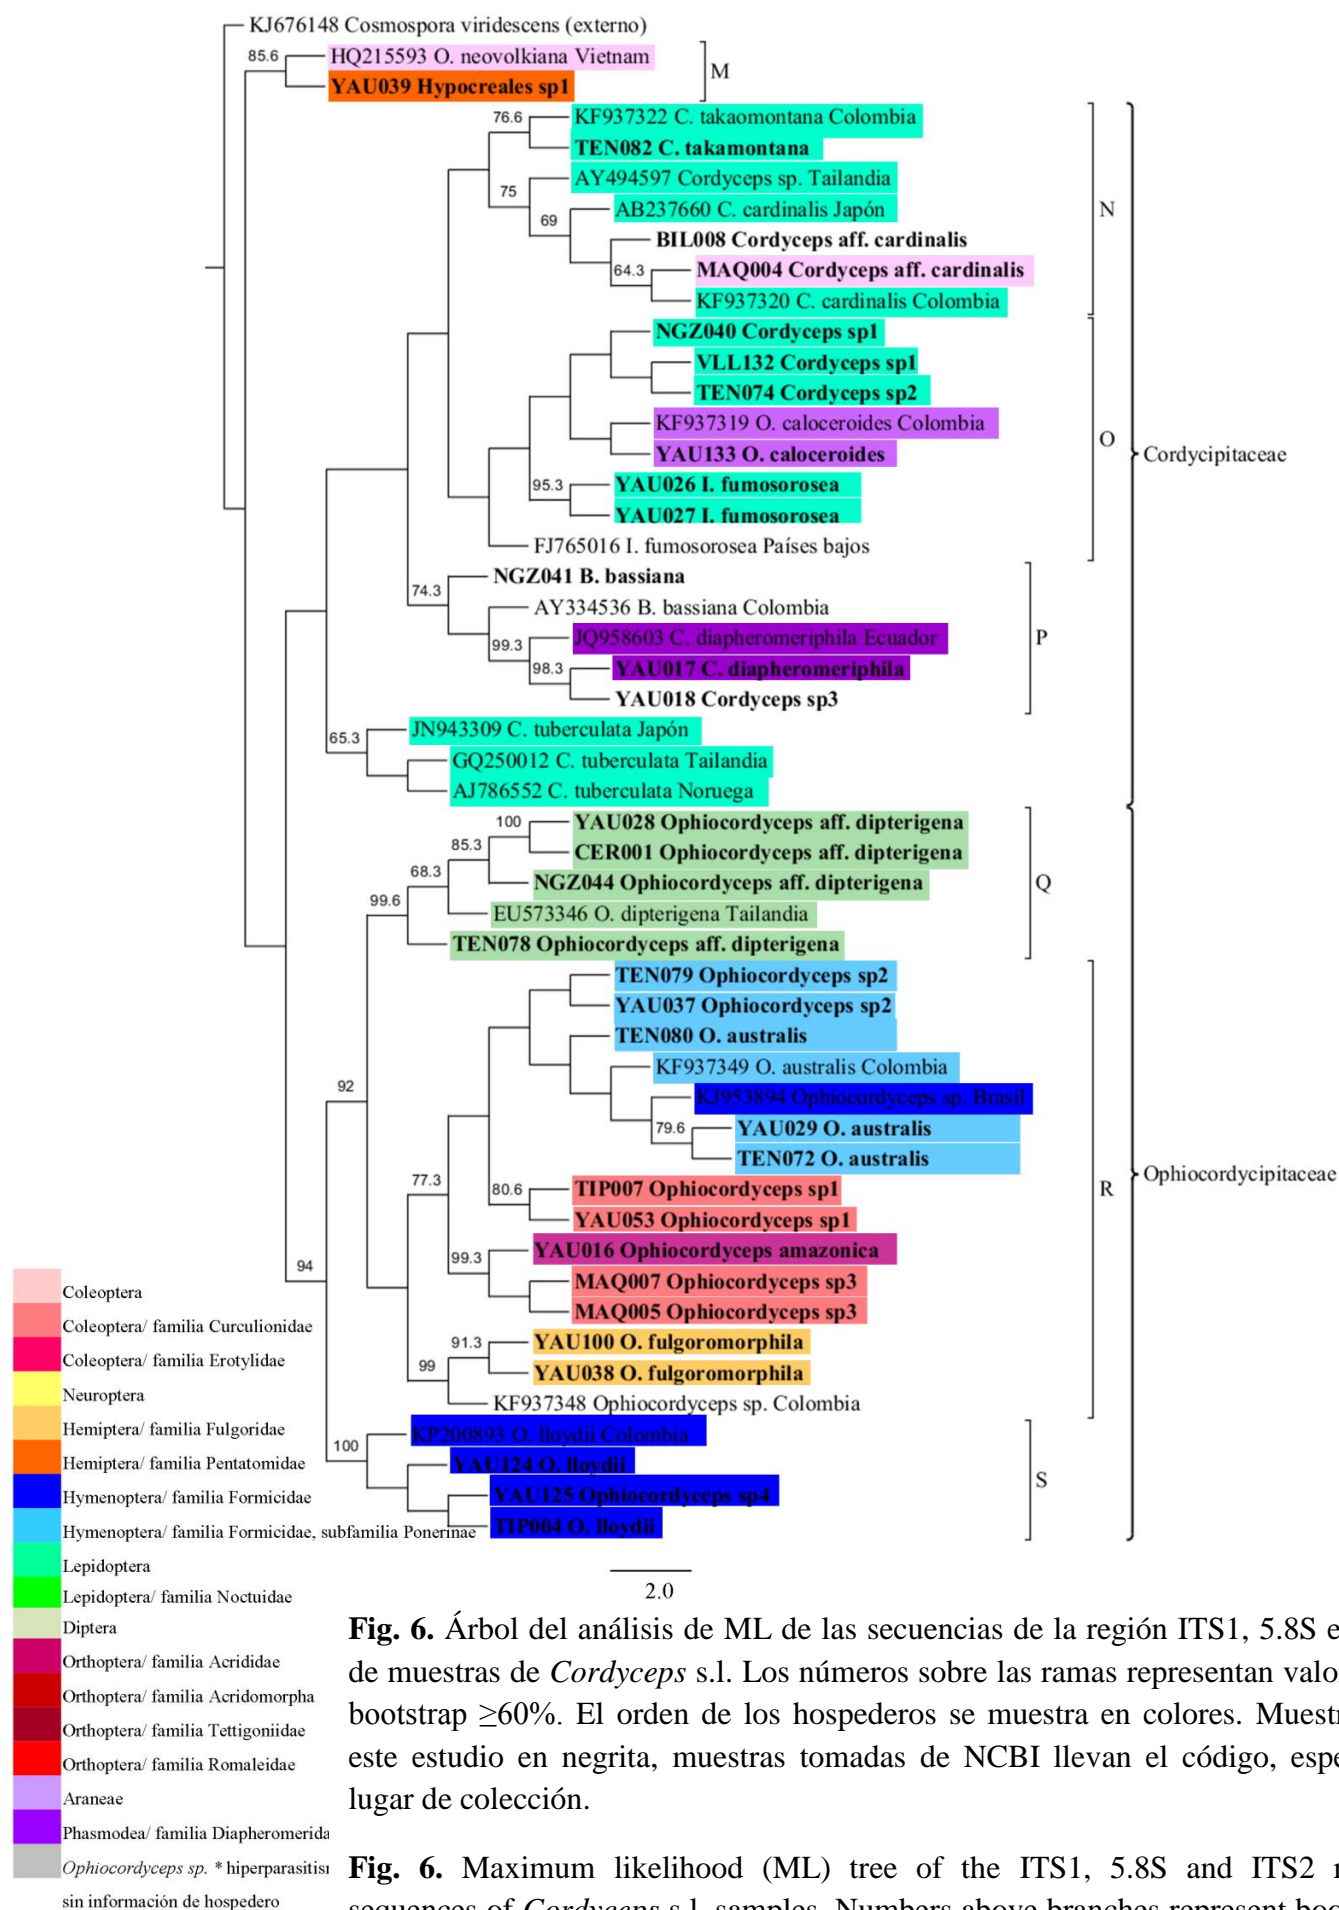 KJ676148 Cosmospora viridescens (externo)
85.6
HQ215593 O. neovolkiana Vietnam
YAU039 Hypocreales sp1
M
76.6
KF937322 C. takaomontana Colombia
TEN082 C. takamontana
75
AY494597 Cordyceps sp. Tailandia
69
AB237660 C. cardinalis Japón
N
BIL008 Cordyceps aff. cardinalis
64.3
MAQ004 Cordyceps aff. cardinalis
KF937320 C. cardinalis Colombia
NGZ040 Cordyceps sp1
VLL132 Cordyceps sp1
TEN074 Cordyceps sp2
KF937319 O. caloceroides Colombia
O
YAU133 O. caloceroides
Cordycipitaceae
95.3
YAU026 I. fumosorosea
YAU027 I. fumosorosea
FJ765016 I. fumosorosea Países bajos
74.3
NGZ041 B. bassiana
AY334536 B. bassiana Colombia
99.3
JQ958603 C. diapheromeriphila Ecuador
P
98.3
YAU017 C. diapheromeriphila
YAU018 Cordyceps sp3
65.3
JN943309 C. tuberculata Japón
GQ250012 C. tuberculata Tailandia
AJ786552 C. tuberculata Noruega
100
YAU028 Ophiocordyceps aff. dipterigena
85.3
CER001 Ophiocordyceps aff. dipterigena
68.3
NGZ044 Ophiocordyceps aff. dipterigena
Q
99.6
EU573346 O. dipterigena Tailandia
TEN078 Ophiocordyceps aff. dipterigena
TEN079 Ophiocordyceps sp2
YAU037 Ophiocordyceps sp2
TEN080 O. australis
KF937349 O. australis Colombia
92
KJ953894 Ophiocordyceps sp. Brasil
79.6
YAU029 O. australis
TEN072 O. australis
Ophiocordycipitaceae
77.3
80.6
TIP007 Ophiocordyceps sp1
R
YAU053 Ophiocordyceps sp1
99.3
YAU016 Ophiocordyceps amazonica
94
MAQ007 Ophiocordyceps sp3
MAQ005 Ophiocordyceps sp3
91.3
YAU100 O. fulgoromorphila
99
YAU038 O. fulgoromorphila
KF937348 Ophiocordyceps sp. Colombia
100
KP200893 O. lloydii Colombia
YAU124 O. lloydii
S
YAU125 Ophiocordyceps sp4
TIP004 O. lloydii
2.0
Coleoptera
Coleoptera/ familia Curculionidae
Coleoptera/ familia Erotylidae
Neuroptera
Hemiptera/ familia Fulgoridae
Hemiptera/ familia Pentatomidae
Hymenoptera/ familia Formicidae
Hymenoptera/ familia Formicidae, subfamilia Ponerinae
Lepidoptera
Lepidoptera/ familia Noctuidae
Diptera
Orthoptera/ familia Acrididae
Orthoptera/ familia Acridomorpha
Orthoptera/ familia Tettigoniidae
Orthoptera/ familia Romaleidae
Araneae
Phasmodea/ familia Diapheromerida
Ophiocordyceps sp. * hiperparasitis
sin información de hospedero
Fig. 6. Árbol del análisis de ML de las secuencias de la región ITS1, 5.8S e
de muestras de Cordyceps s.l. Los números sobre las ramas representan valo
bootstrap ≥60%. El orden de los hospederos se muestra en colores. Muestr
este estudio en negrita, muestras tomadas de NCBI llevan el código, espe
lugar de colección.
Fig. 6. Maximum likelihood (ML) tree of the ITS1, 5.8S and ITS2 r
sequences of Cordyceps s.l. samples. Numbers above branches represent boo